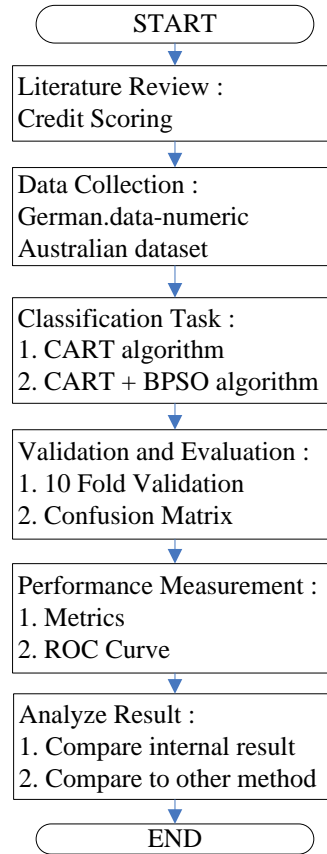 START
Literature Review :
Credit Scoring
Data Collection :
German.data-numeric
Australian dataset
Classification Task :
1. CART algorithm
2. CART + BPSO algorithm
Validation and Evaluation :
1. 10 Fold Validation
2. Confusion Matrix
Performance Measurement :
1. Metrics
2. ROC Curve
Analyze Result :
1. Compare internal result
2. Compare to other method
END